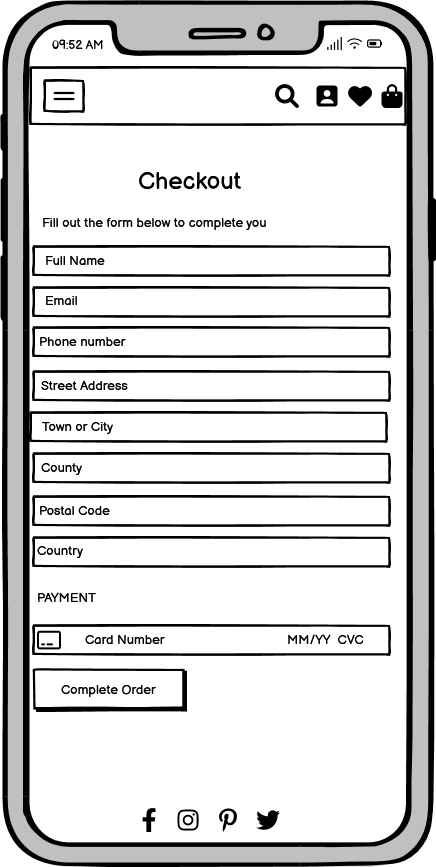 09:52 AM
Checkout
Fill out the form below to complete you
Full Name
Email
Phone number
Street Address
Town or City
County
Postal Code
Country
PAYMENT
Card Number MM/YY CVC
Complete Order